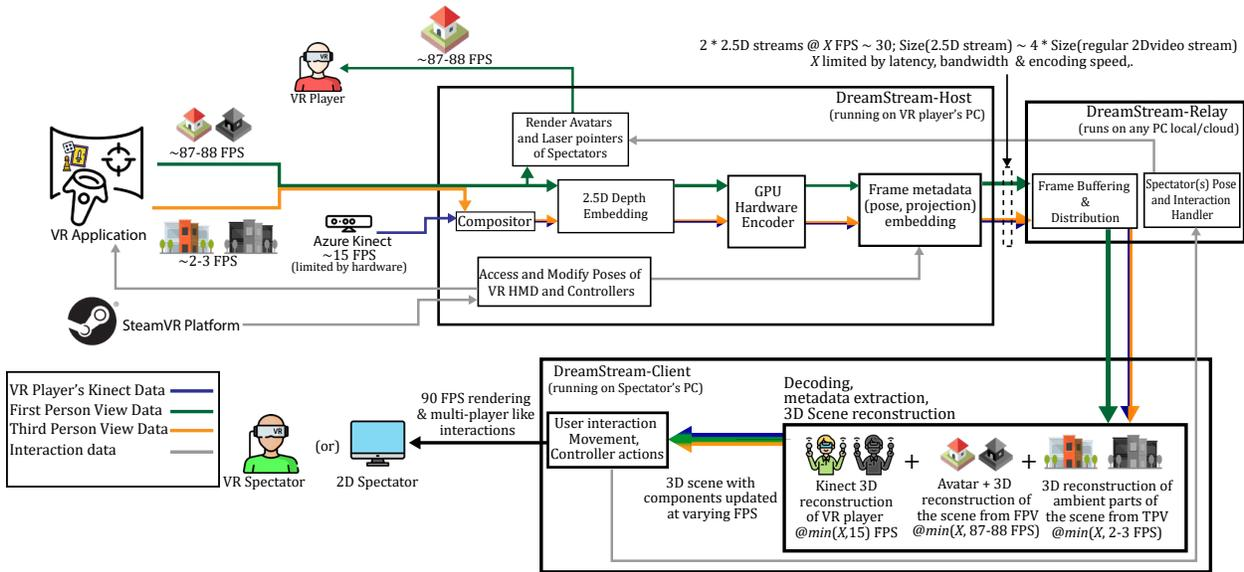 ~87-88 FPS
VR Player
2 * 2.5D streams @ X FPS ~ 30; Size(2.5D stream) ~ 4 * Size(regular 2Dvideo stream)
X limited by latency, bandwidth & encoding speed,.
DreamStream-Host
(running on VR player's PC)
DreamStream-Relay
(runs on any PC local/cloud)
Render Avatars
and Laser pointers
of Spectators
~87-88 FPS
VR Application
~2-3 FPS
Azure Kinect
~15 FPS
(limited by hardware)
Compositor
2.5D Depth
Embedding
GPU
Hardware
Encoder
Frame metadata
(pose, projection)
embedding
Frame Buffering
&
Distribution
Spectator(s) Pose
and Interaction
Handler
Access and Modify Poses of
VR HMD and Controllers
®
SteamVR Platform
VR Player's Kinect Data
First Person View Data
Third Person View Data
Interaction data
VR Spectator
(or)
2D Spectator
90 FPS rendering
& multi-player like
interactions
DreamStream-Client
(running on Spectator's PC)
User interaction
Movement,
Controller actions
3D scene with
components updated
at varying FPS
Decoding,
metadata extraction,
3D Scene reconstruction
Kinect 3D
reconstruction
of VR player
@min(X,15) FPS
+
Avatar + 3D
reconstruction of
the scene from FPV
@min(X, 87-88 FPS)
+
3D reconstruction of
ambient parts of
the scene from TPV
@min(X, 2-3 FPS)